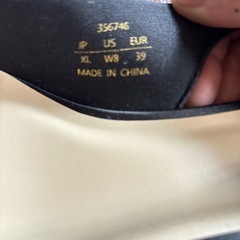 356746
JP US EUR
XL W8 39
MADE IN CHINA